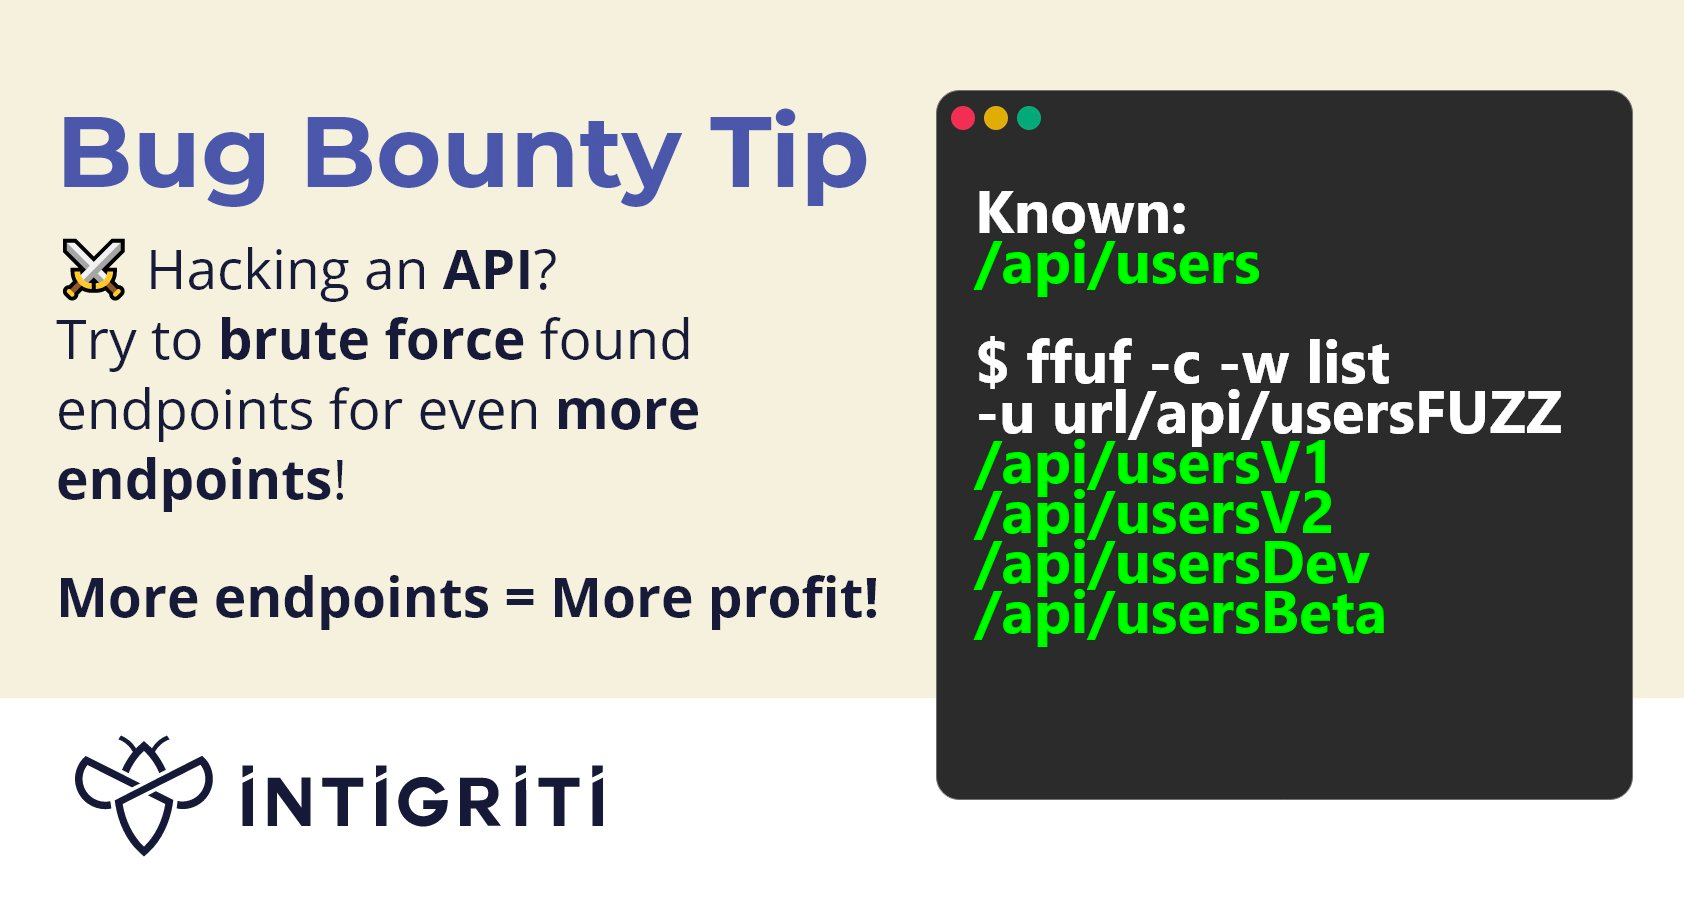 Bug Bounty Tip
⚔️ Hacking an API?
Try to brute force found
endpoints for even more
endpoints!
More endpoints = More profit!
INTIGRITI
Known:
/api/users
$ ffuf -c -w list
-u url/api/usersFUZZ
/api/usersV1
/api/usersV2
/api/usersDev
/api/usersBeta